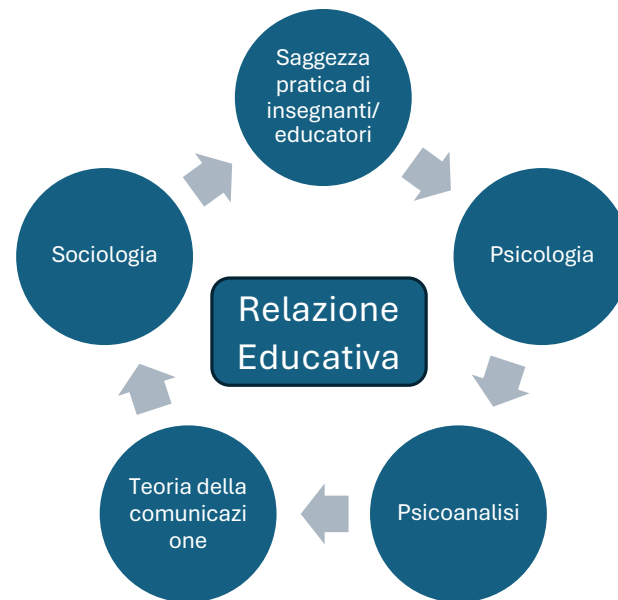 Saggezza
pratica di
insegnanti/
educatori
Psicologia
Psicoanalisi
Teoria della
comunicazi
one
Sociologia
Relazione
Educativa